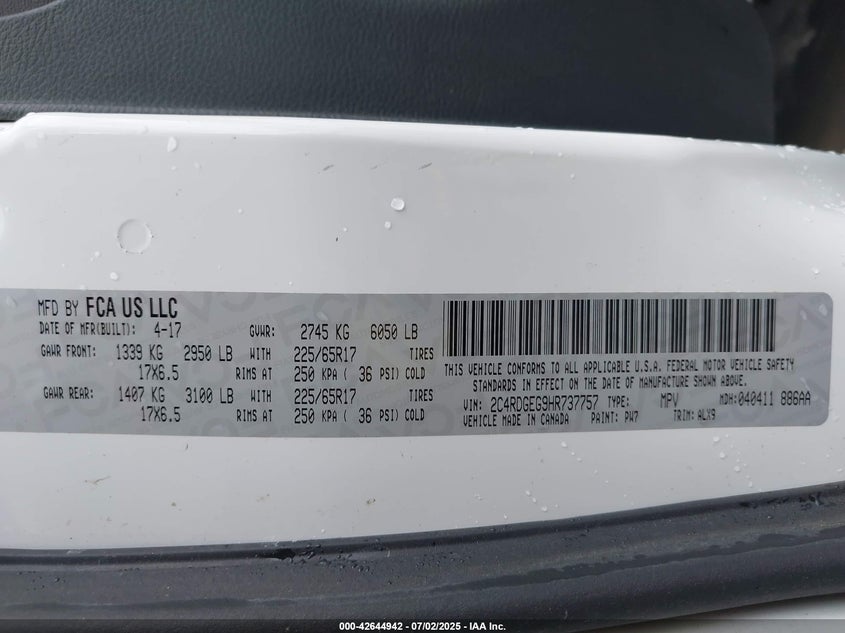 MFD BY FCA US LLC
DATE OF MFR(BUILT): 4-17 GVWR: 2745 KG 6050 LB
GAWR FRONT: 1339 KG 2950 LB WITH 225/65R17 TIRES
17X6.5 RIMS AT 250 KPA ( 36 PSI) COLD
GAWR REAR: 1407 KG 3100 LB WITH 225/65R17 TIRES
17X6.5 RIMS AT 250 KPA ( 36 PSI) COLD
THIS VEHICLE CONFORMS TO ALL APPLICABLE U.S.A. FEDERAL MOTOR VEHICLE SAFETY
STANDARDS IN EFFECT ON THE DATE OF MANUFACTURE SHOWN ABOVE.
VIN: 2C4RDGEG9HR737757 TYPE: MPV MDH:040411 886AA
VEHICLE MADE IN CANADA PAINT: PW7 TRIM: ALX9
000-42644942 - 07/02/2025 - IAA Inc.